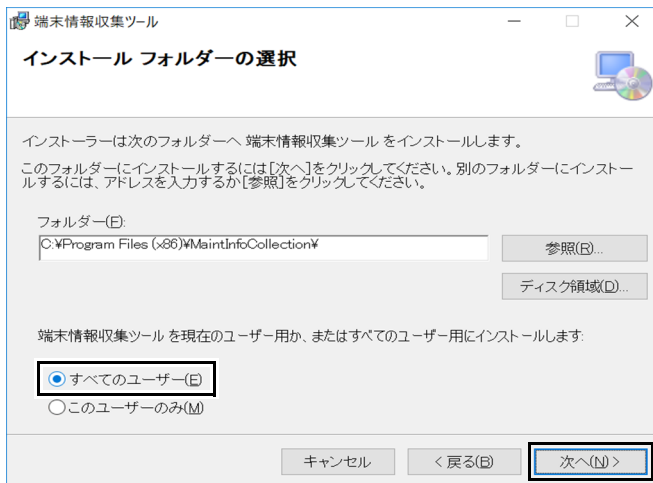 端末情報収集ツール
インストール フォルダーの選択
インストーラーは次のフォルダーへ 端末情報収集ツール をインストールします。
このフォルダーにインストールするには[次へ]をクリックしてください。別のフォルダーにインストー
ルするには、アドレスを入力するか[参照]をクリックしてください。
フォルダー(F):
C:¥Program Files (x86)¥MaintInfoCollection¥
参照(R)...
ディスク領域(D)...
端末情報収集ツール を現在のユーザー用か、またはすべてのユーザー用にインストールします:
すべてのユーザー(E)
このユーザーのみ(M)
キャンセル
< 戻る(B)
次へ(N) >